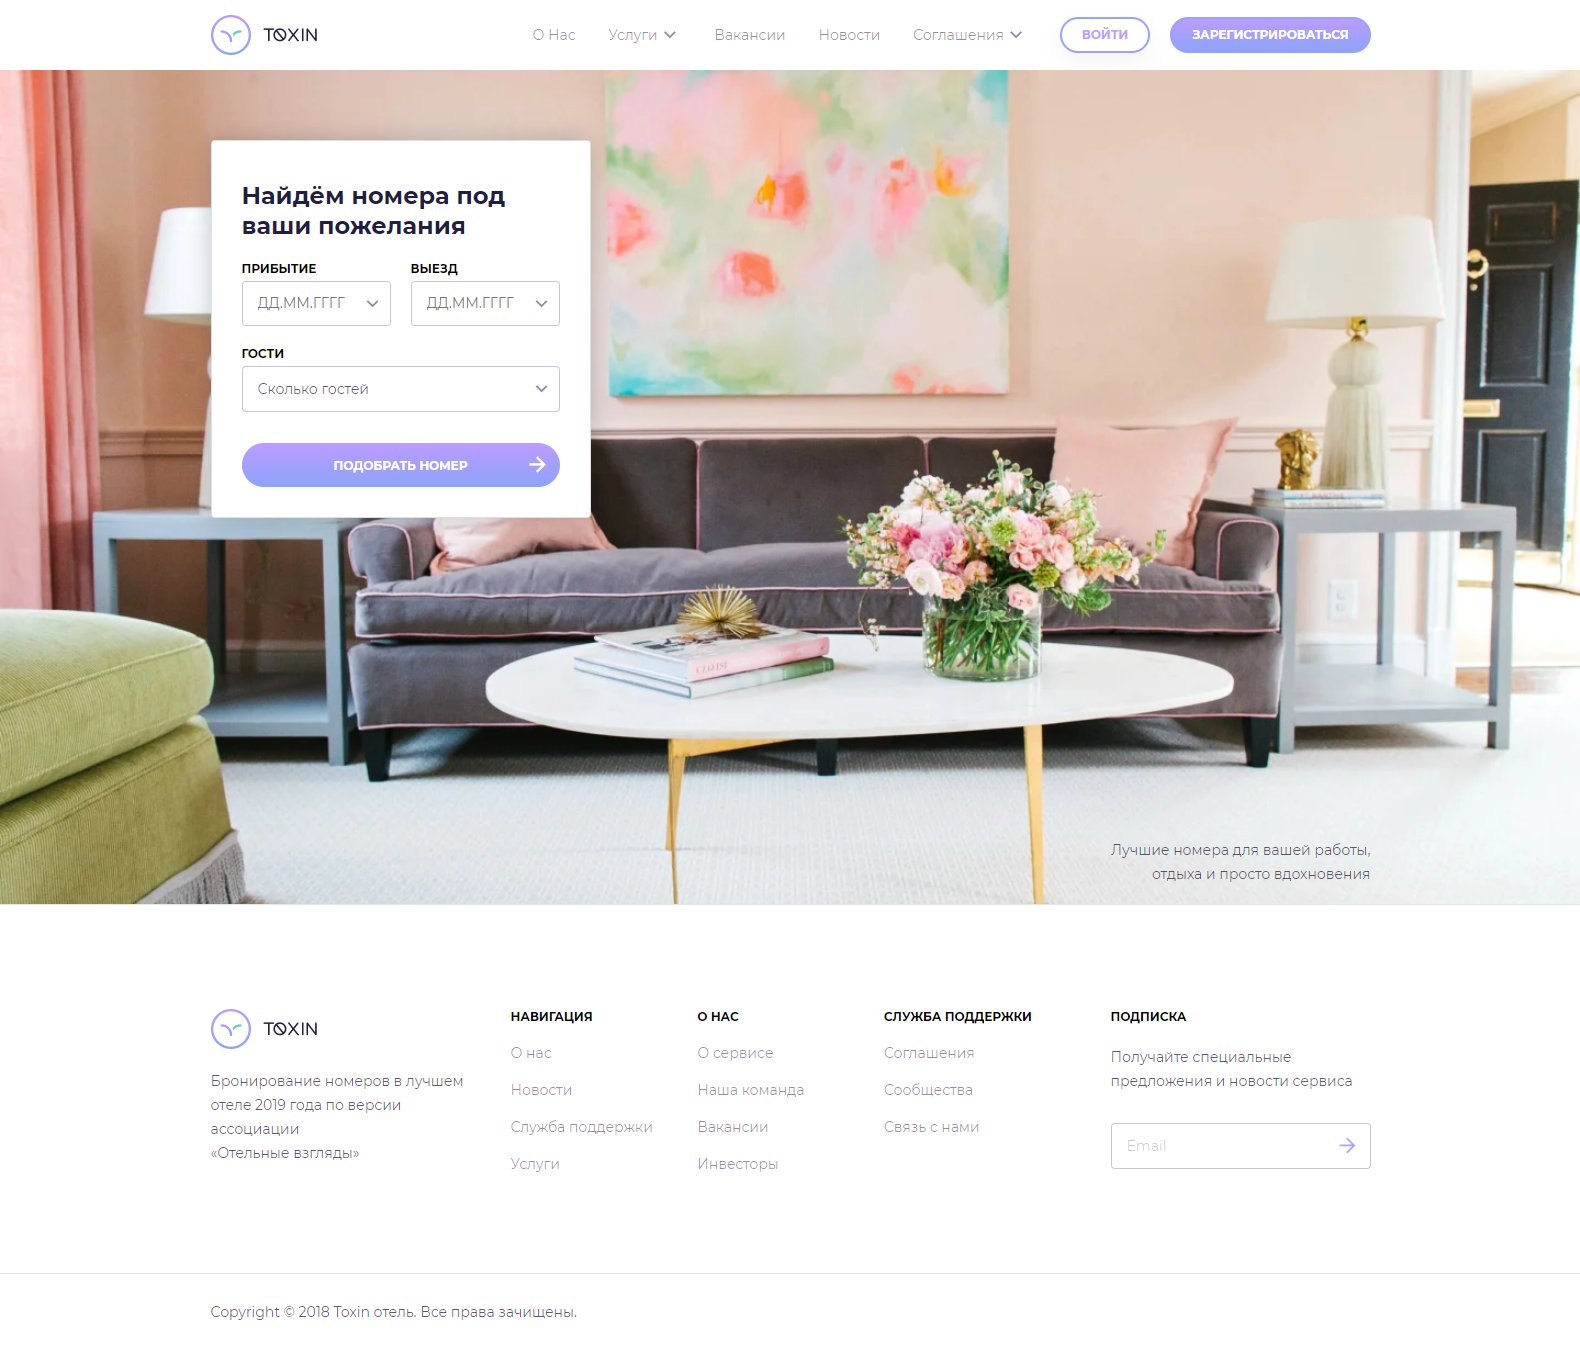 TOXIN
О Нас
Услуги
Вакансии
Новости
Соглашения
ВОЙТИ
ЗАРЕГИСТРИРОВАТЬСЯ
Найдём номера под
ваши пожелания
ПРИБЫТИЕ
ВЫЕЗД
ДД.ММ.ГГГГ
ДД.ММ.ГГГГ
ГОСТИ
Сколько гостей
ПОДОБРАТЬ НОМЕР
Лучшие номера для вашей работы,
отдыха и просто вдохновения
TOXIN
Бронирование номеров в лучшем
отеле 2019 года по версии
ассоциации
«Отельные взгляды»
НАВИГАЦИЯ
О нас
Новости
Служба поддержки
Услуги
О НАС
О сервисе
Наша команда
Вакансии
Инвесторы
СЛУЖБА ПОДДЕРЖКИ
Соглашения
Сообщества
Связь с нами
ПОДПИСКА
Получайте специальные
предложения и новости сервиса
Email
Copyright © 2018 Toxin отель. Все права зачищены.